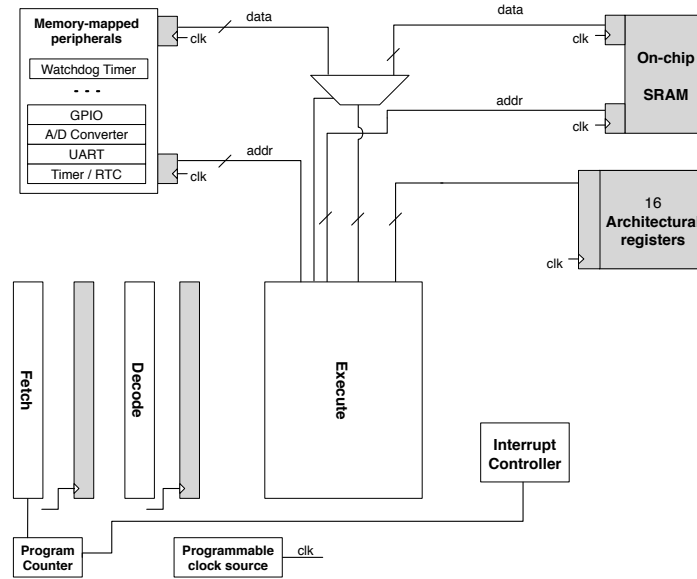 Memory-mapped
peripherals
clk
data
data
clk
Watchdog Timer
- - -
GPIO
A/D Converter
UART
Timer / RTC
clk
addr
addr
clk
On-chip
SRAM
16
Architectural
registers
clk
Fetch
Decode
Execute
Interrupt
Controller
Program
Counter
Programmable
clock source
clk